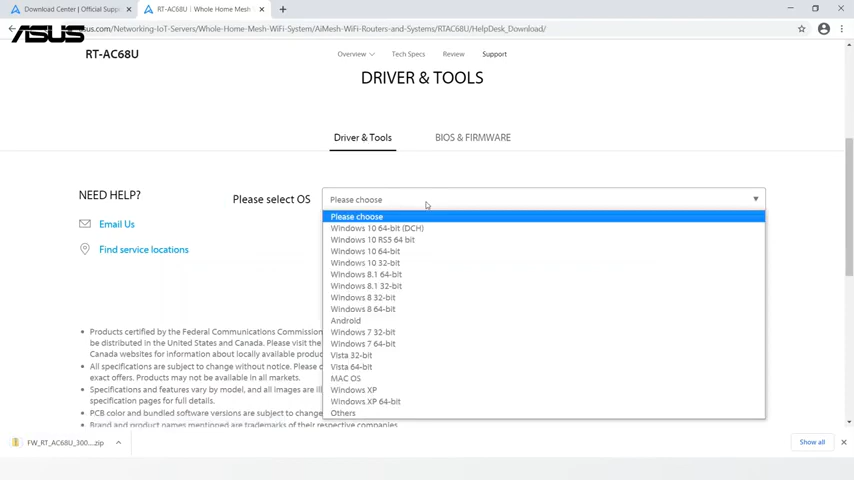 Download Center | Official Supp
RT-AC68U | Whole Home Mesh
sus.com/Networking-IoT-Servers/Whole-Home-Mesh-WiFi-System/AiMesh-WiFi-Routers-and-Systems/RTAC68U/HelpDesk_Download/
ASUS
RT-AC68U
Overview
Tech Specs
Review
Support
DRIVER & TOOLS
Driver & Tools
BIOS & FIRMWARE
NEED HELP?
Email Us
Find service locations
Please select OS
Please choose
Please choose
Windows 10 64-bit (DCH)
Windows 10 RS5 64 bit
Windows 10 64-bit
Windows 10 32-bit
Windows 8.1 64-bit
Windows 8.1 32-bit
Windows 8 32-bit
Windows 8 64-bit
Android
Windows 7 32-bit
Windows 7 64-bit
Vista 32-bit
Vista 64-bit
MAC OS
Windows XP
Windows XP 64-bit
Others
Products certified by the Federal Communications Commission
be distributed in the United States and Canada. Please visit the
Canada websites for information about locally available produc
All specifications are subject to change without notice. Please c
exact offers. Products may not be available in all markets.
Specifications and features vary by model, and all images are ill
specification pages for full details.
PCB color and bundled software versions are subject to change
Brand and product names mentioned are trademarks of their respective companies.
FW_RT_AC68U_300....zip
Show all